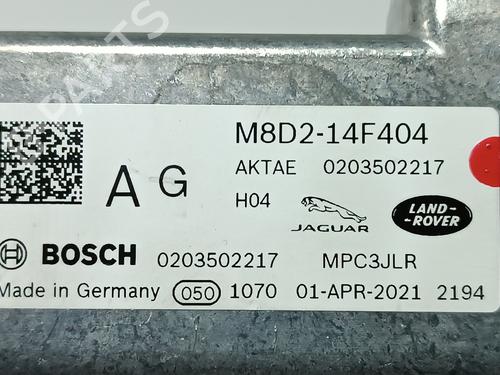 M8D2-14F404
AKTAE 0203502217
AG
H04
JAGUAR
LAND-
ROVER
BOSCH 0203502217 MPC3JLR
Made in Germany 050 1070 01-APR-2021 2194